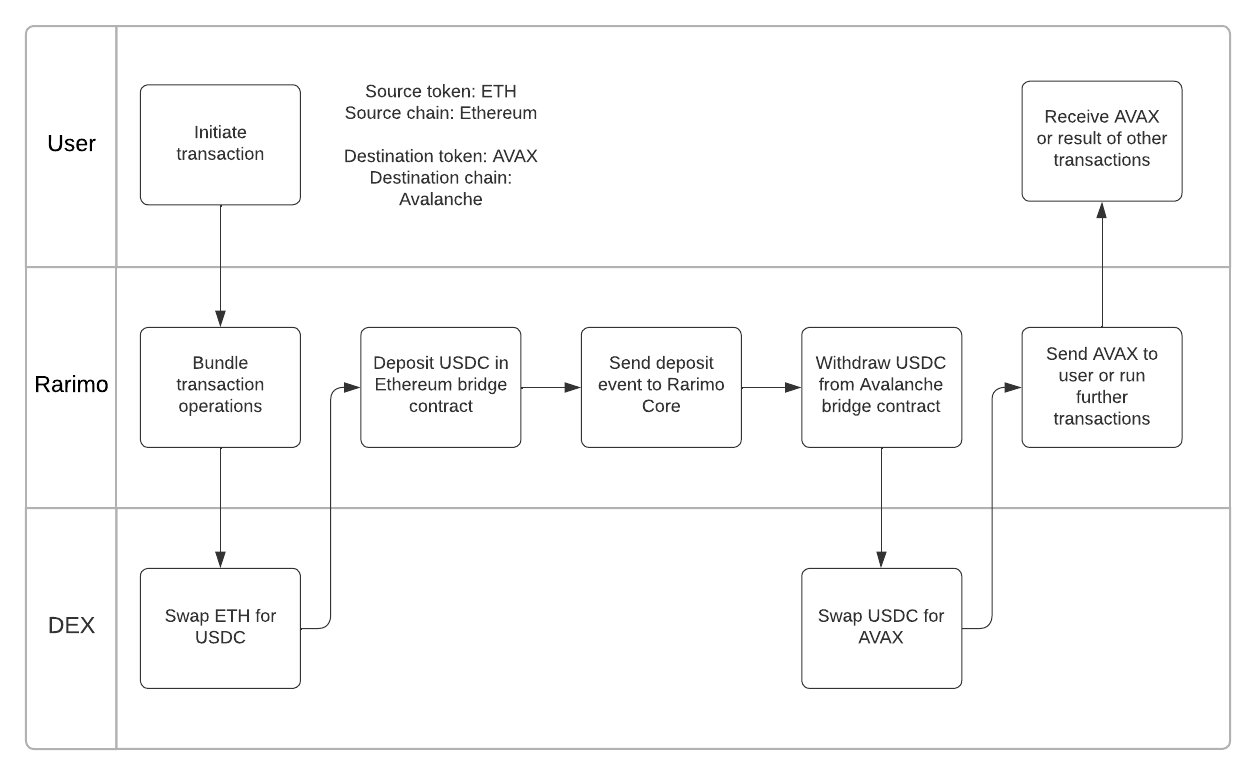 User
Initiate
transaction
Source token: ETH
Source chain: Ethereum
Destination token: AVAX
Destination chain:
Avalanche
Receive AVAX
or result of other
transactions
Rarimo
Bundle
transaction
operations
Deposit USDC in
Ethereum bridge
contract
Send deposit
event to Rarimo
Core
Withdraw USDC
from Avalanche
bridge contract
Send AVAX to
user or run
further
transactions
DEX
Swap ETH for
USDC
Swap USDC for
AVAX